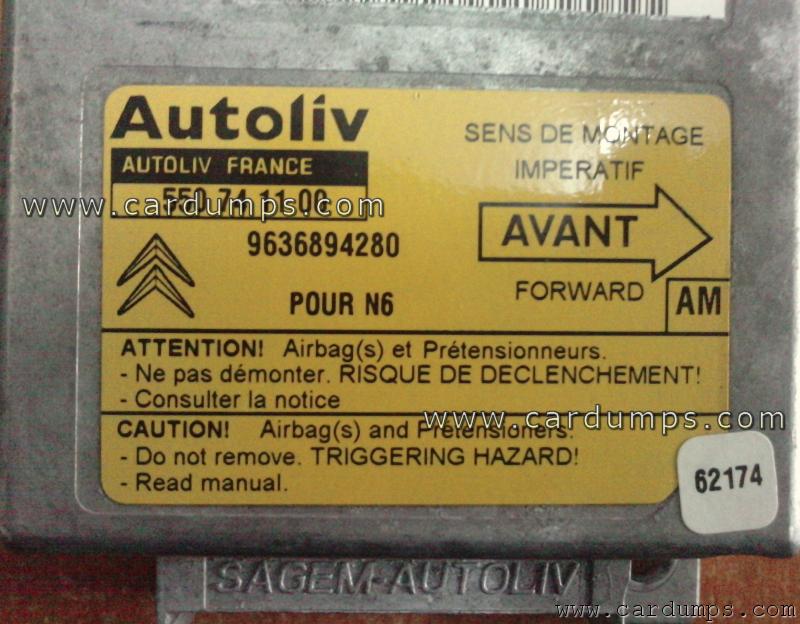 Autoliv
AUTOLIV FRANCE
550 74 11 00
www.cardumps.com
9636894280
POUR N6
SENS DE MONTAGE
IMPERATIF
AVANT
FORWARD
AM
ATTENTION! Airbag(s) et Prétensionneurs.
- Ne pas démonter. RISQUE DE DECLENCHEMENT!
- Consulter la notice
www.cardumps.com
CAUTION! Airbag(s) and Prétensioners.
- Do not remove. TRIGGERING HAZARD!
- Read manual.
62174
SAGEM-AUTOLIV
www.cardumps.com